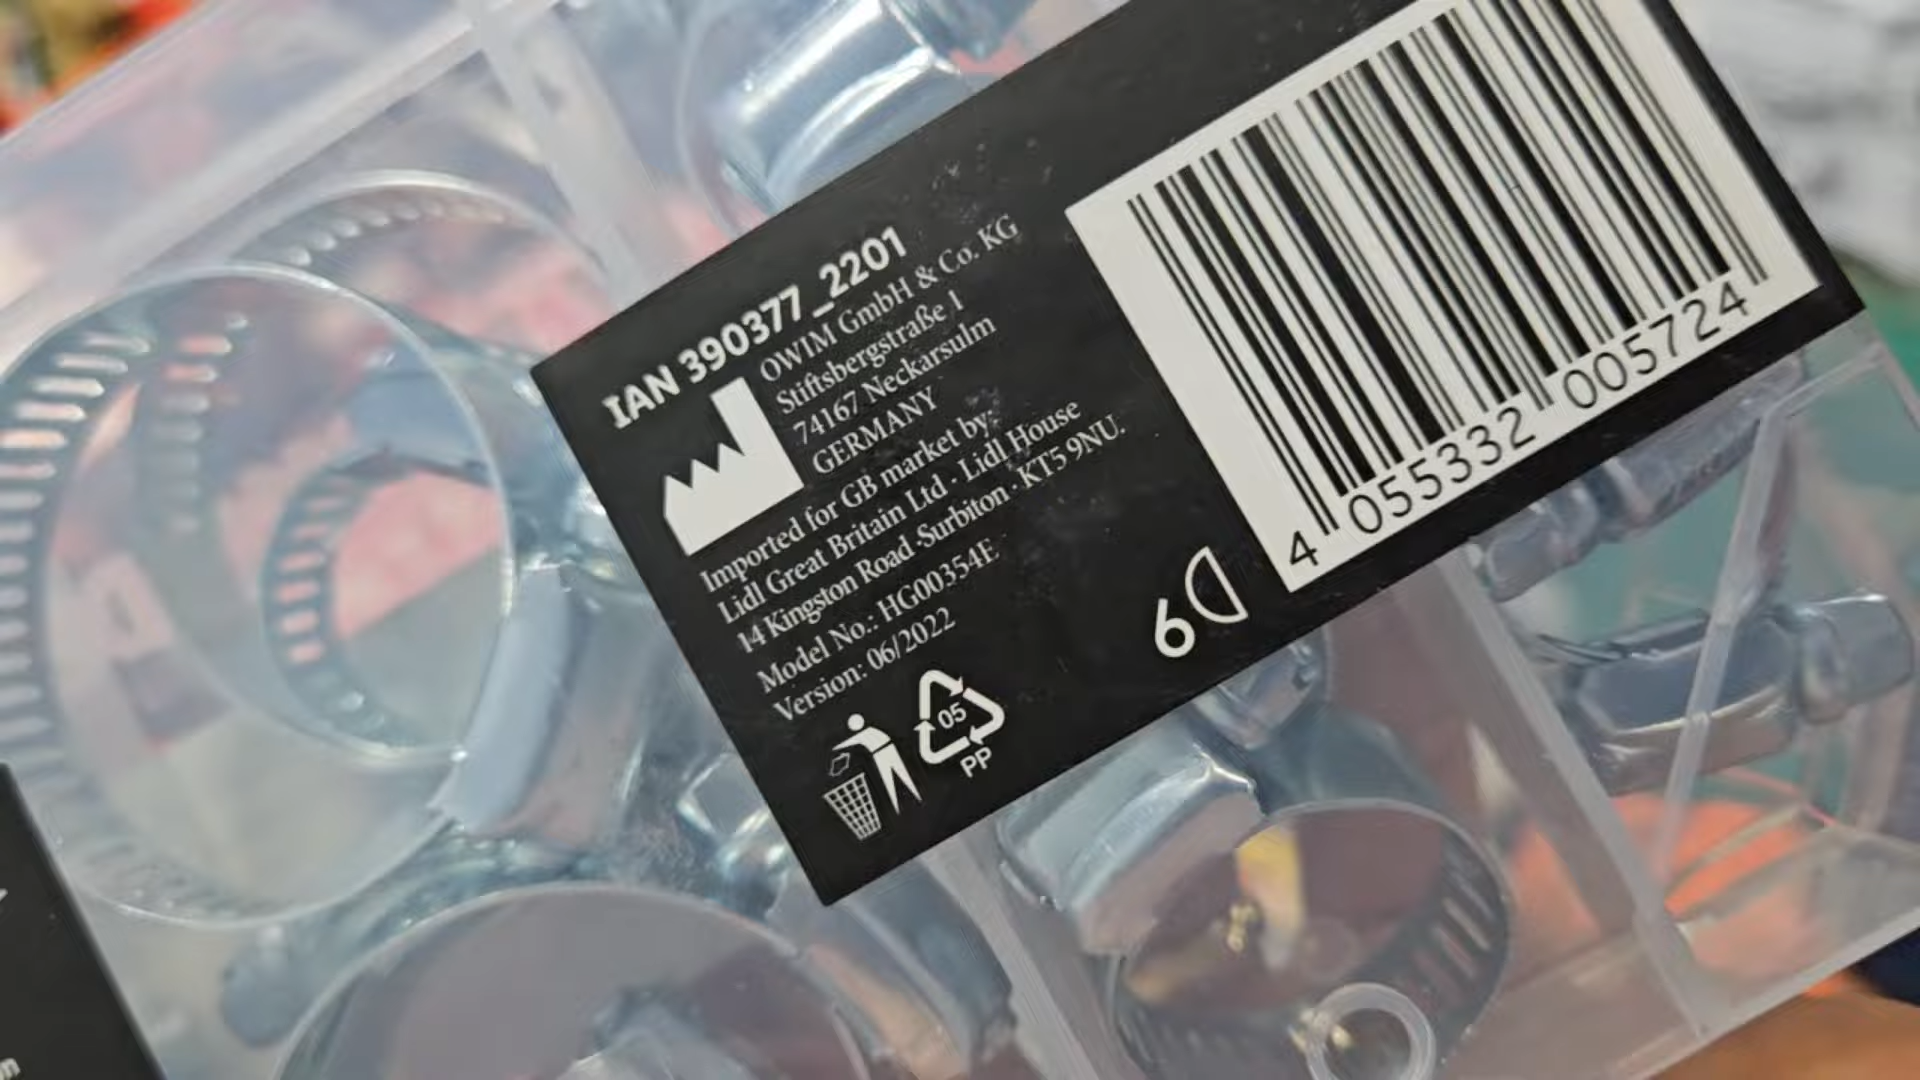 IAN 390377_2201
OWIM GmbH & Co. KG
Stiftsbergstraße 1
74167 Neckarsulm
GERMANY
Imported for GB market by:
Lidl Great Britain Ltd · Lidl House
14 Kingston Road ·Surbiton · KT5 9NU.
Model No.: HG00354E
Version: 06/2022
05
PP
6
4 055332 005724